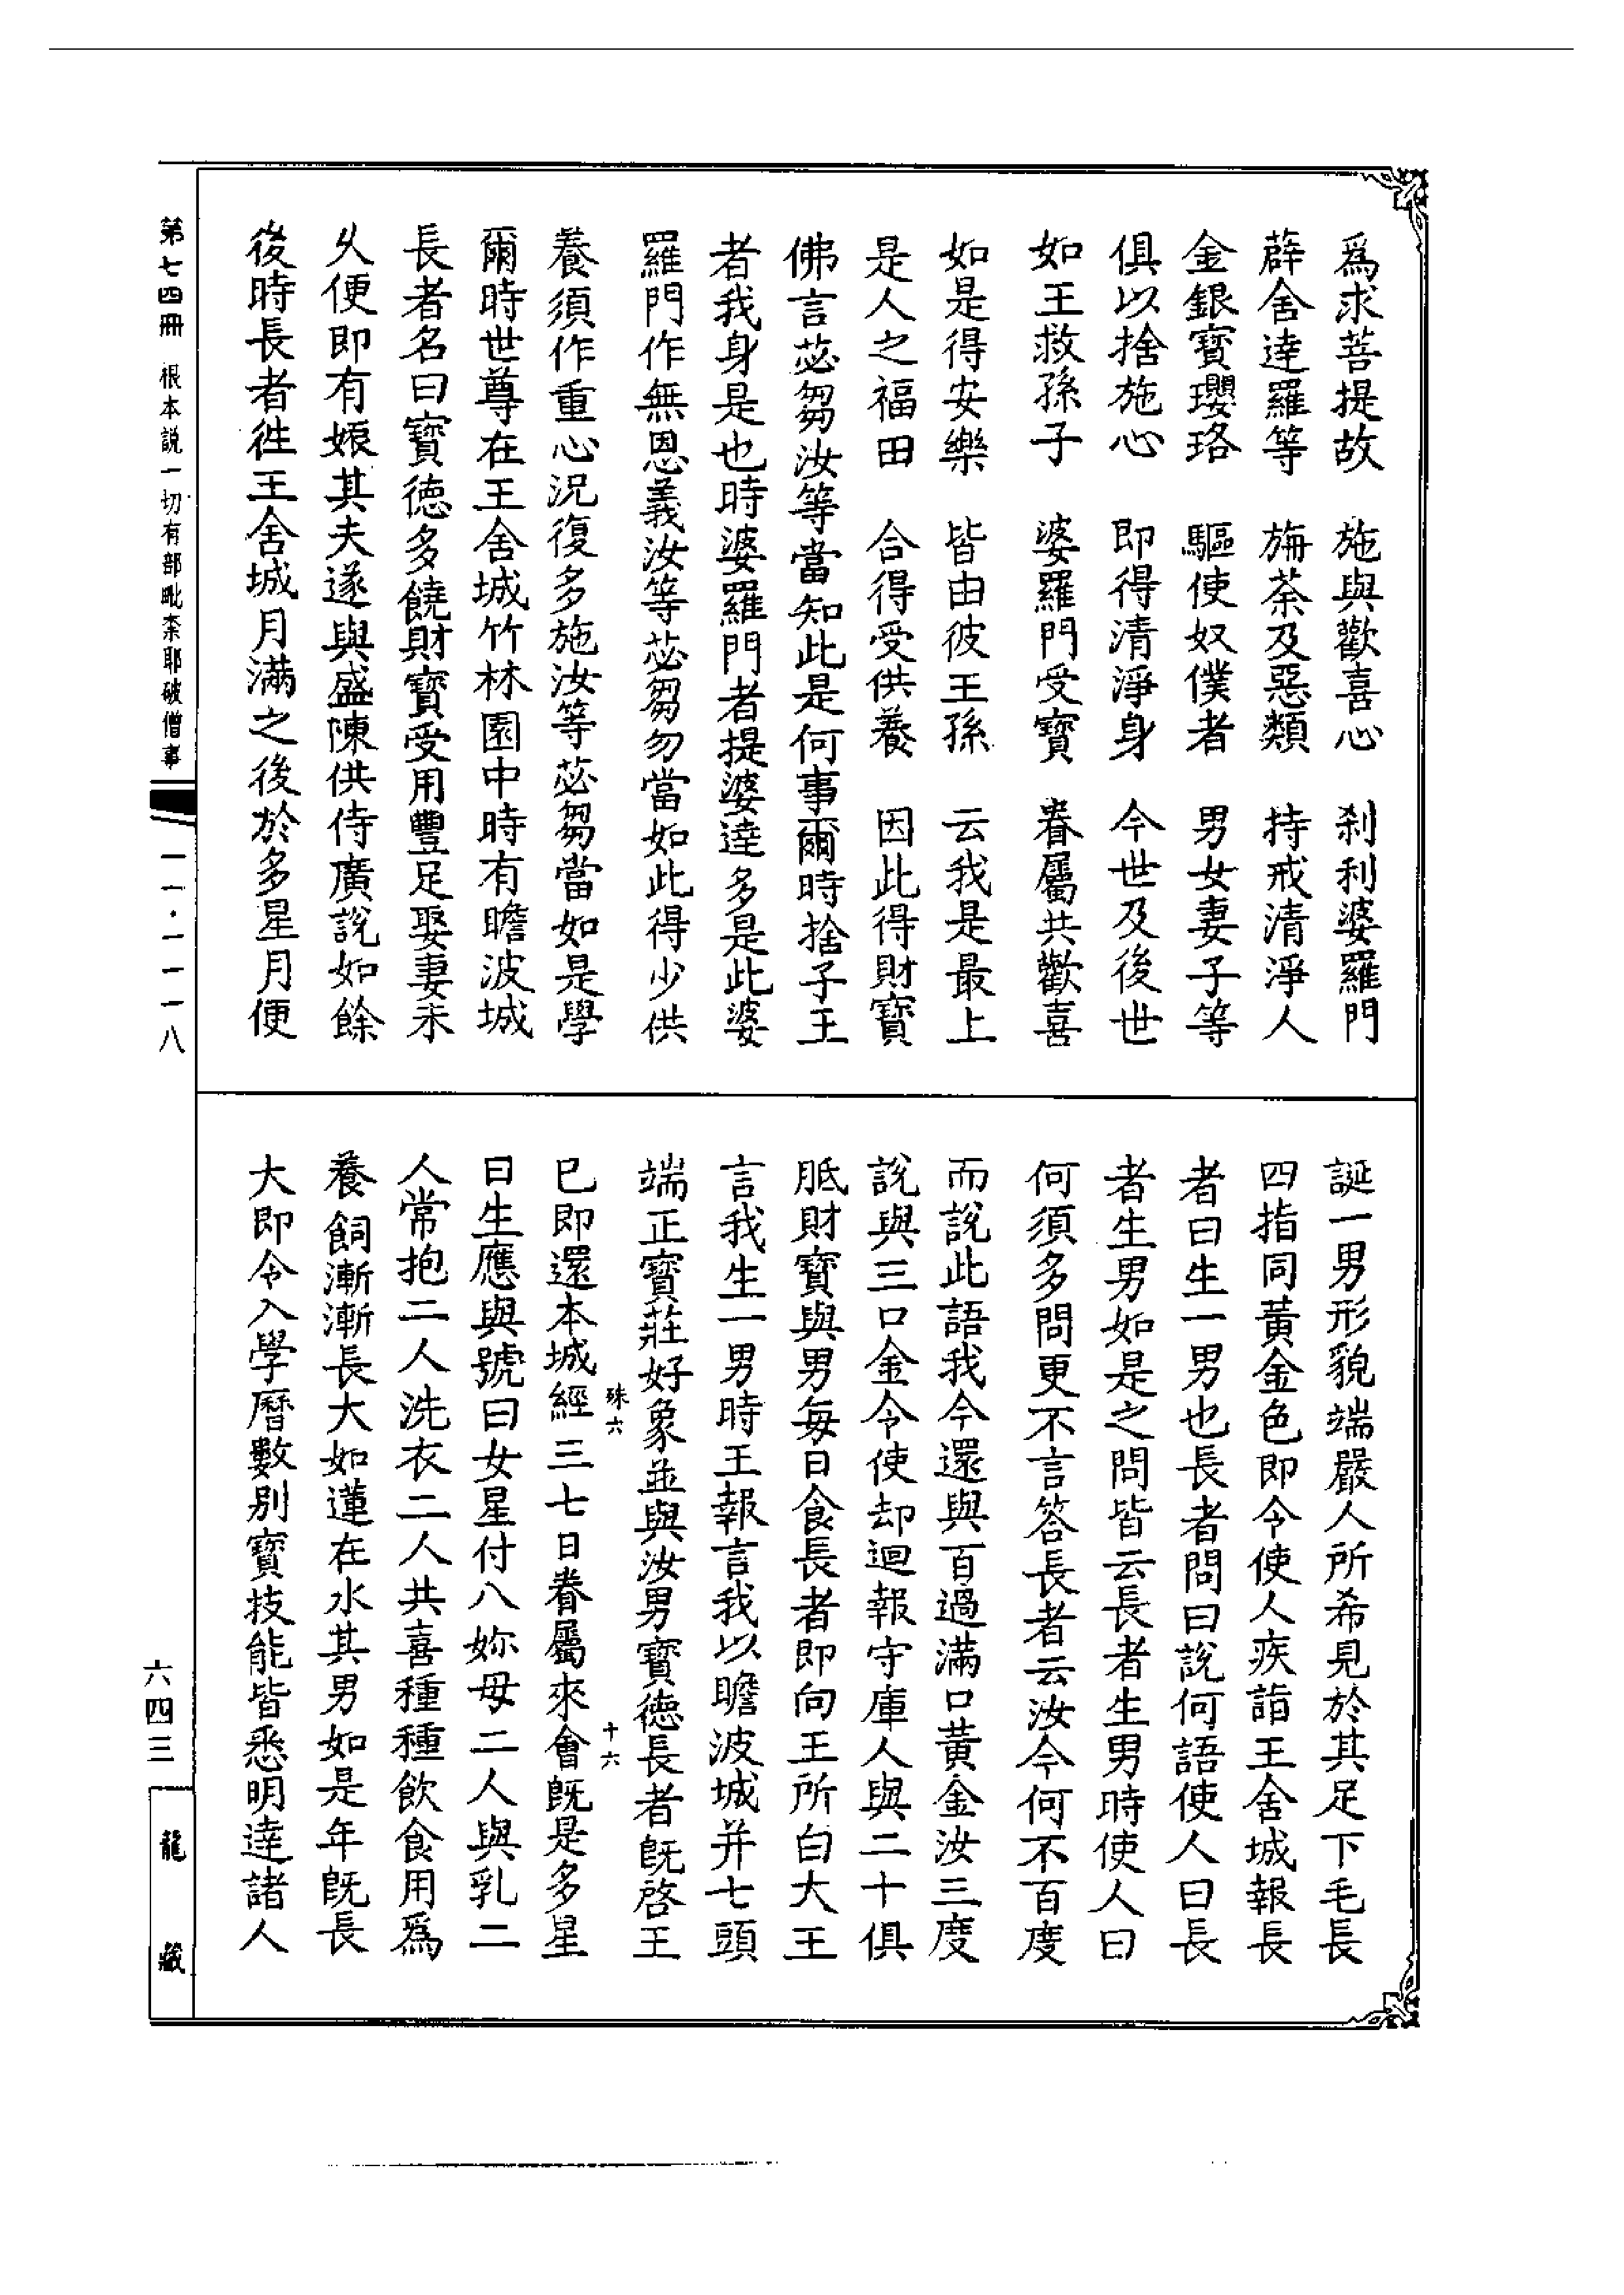 爲求菩提故　施與歡喜心　刹利婆羅門
薜舍達羅等　旃荼及惡類　持戒清淨人
金銀寶瓔珞　驅使奴僕者　男女妻子等
俱以捨施心　即得清淨身　今世及後世
如王救孫子　婆羅門受寶　眷屬共歡喜
如是得安樂　皆由彼王孫　云我是最上
是人之福田　合得受供養　因此得財寶
佛言苾芻汝等當知此是何事爾時捨子王
者我身是也時婆羅門者提婆達多是此婆
羅門作無恩義汝等苾芻勿當如此得少供
養須作重心況復多施汝等苾芻當如是學
爾時世尊在王舍城竹林園中時有瞻波城
長者名曰寶德多饒財寶受用豐足娶妻未
久便即有娠其夫遂與盛陳供侍廣說如餘
後時長者往王舍城月滿之後於多星月便
誕一男形貌端嚴人所希見於其足下毛長
四指同黃金色即令使人疾詣王舍城報長
者曰生一男也長者問曰說何語使人曰長
者生男如是之問皆云長者生男時使人曰
何須多問更不言答長者云汝今何不百度
而說此語我今還與百過滿口黃金汝三度
說與三口金令使却迴報守庫人與二十俱
胝財寶與男每日食長者即向王所白大王
言我生一男時王報言我以瞻波城并七頭
端正寶莊好象並與汝男寶德長者既啓王
殊六　十六
已即還本城經三七日眷屬來會既是多星
日生應與號曰女星付八妳母二人與乳二
人常抱二人洗衣二人共喜種種飲食用爲
養飼漸漸長大如蓮在水其男如是年既長
大即令入學曆數別寶技能皆悉明達諸人
第七四冊　根本說一切有部毗柰耶破僧事　一一·一一一八
六四三　龍藏